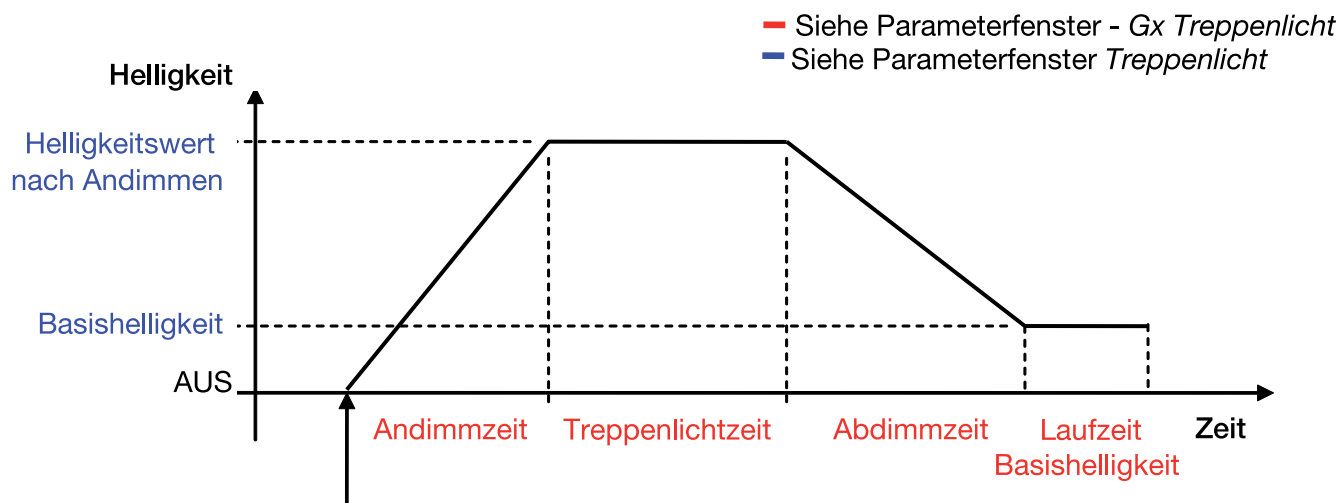 Siehe Parameterfenster - Gx Treppenlicht
Siehe Parameterfenster Treppenlicht
Helligkeit
Helligkeitswert
nach Andimmen
Basishelligkeit
AUS
Andimmzeit
Treppenlichtzeit
Abdimmzeit
Laufzeit
Basishelligkeit
Zeit